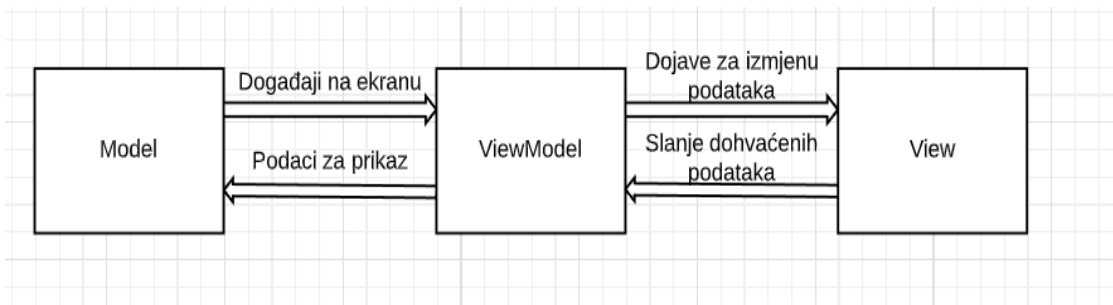 Model
Događaji na ekranu
Podaci za prikaz
ViewModel
Dojave za izmjenu
podataka
Slanje dohvaćenih
podataka
View